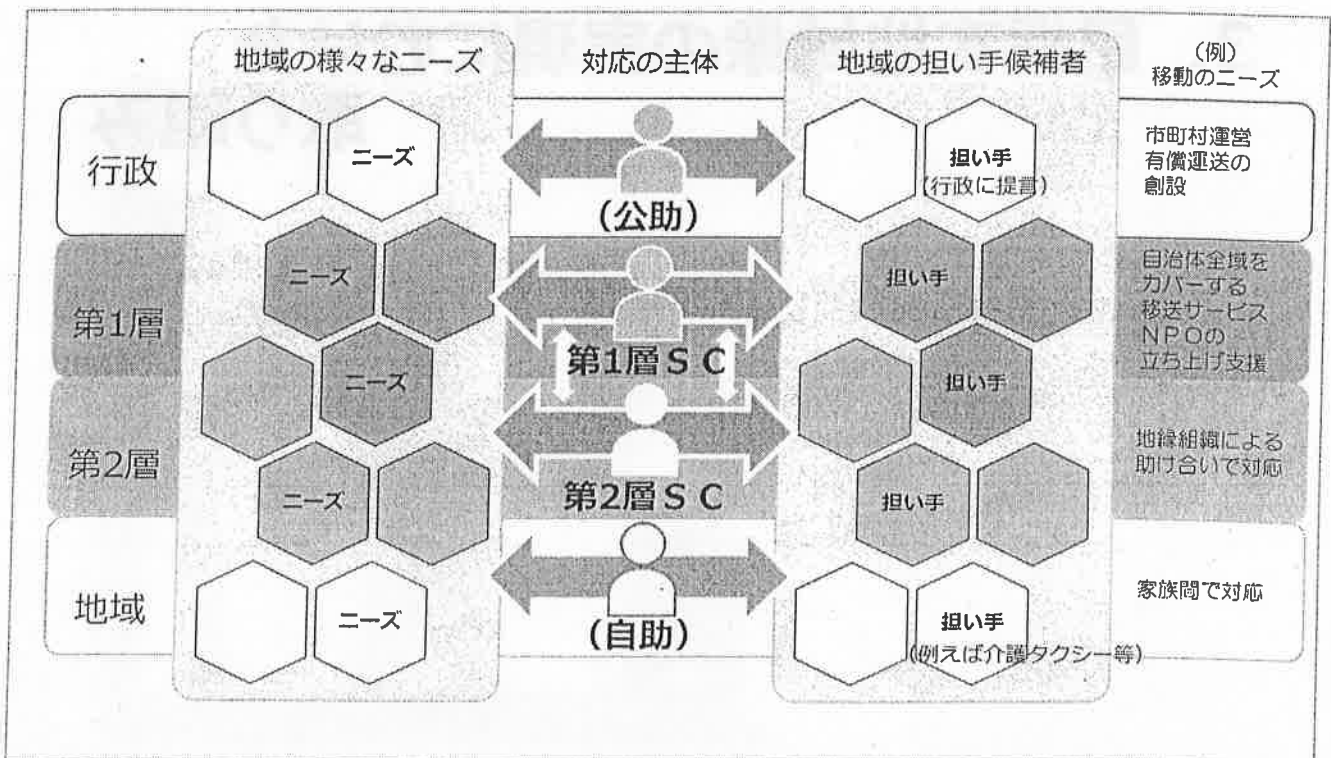 地域の様々なニーズ
対応の主体
地域の担い手候補者
(例)
移動のニーズ
行政
ニーズ
(公助)
担い手
(行政に提言)
市町村運営
有償運送の
創設
第1層
ニーズ
ニーズ
第1層ＳＣ
担い手
担い手
自治体全域を
カバーする
移送サービス
ＮＰＯの
立ち上げ支援
第2層
ニーズ
第2層ＳＣ
担い手
地縁組織による
助け合いで対応
地域
ニーズ
(自助)
担い手
(例えば介護タクシー等)
家族間で対応